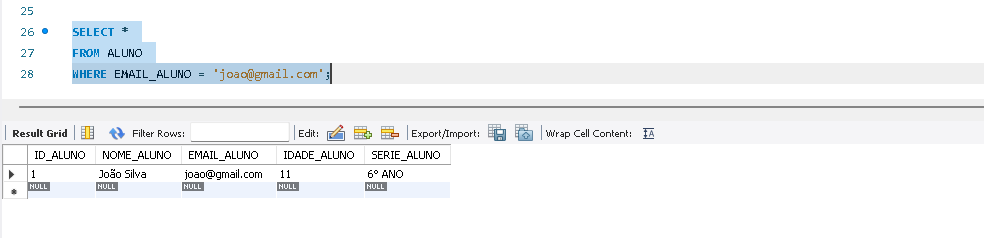 25
26 SELECT *
27 FROM ALUNO
28 WHERE EMAIL_ALUNO = 'joao@gmail.com';
Result Grid Filter Rows: Edit: Export/Import: Wrap Cell Content:
ID_ALUNO NOME_ALUNO EMAIL_ALUNO IDADE_ALUNO SERIE_ALUNO
1 João Silva joao@gmail.com 11 6º ANO
NULL NULL NULL NULL NULL